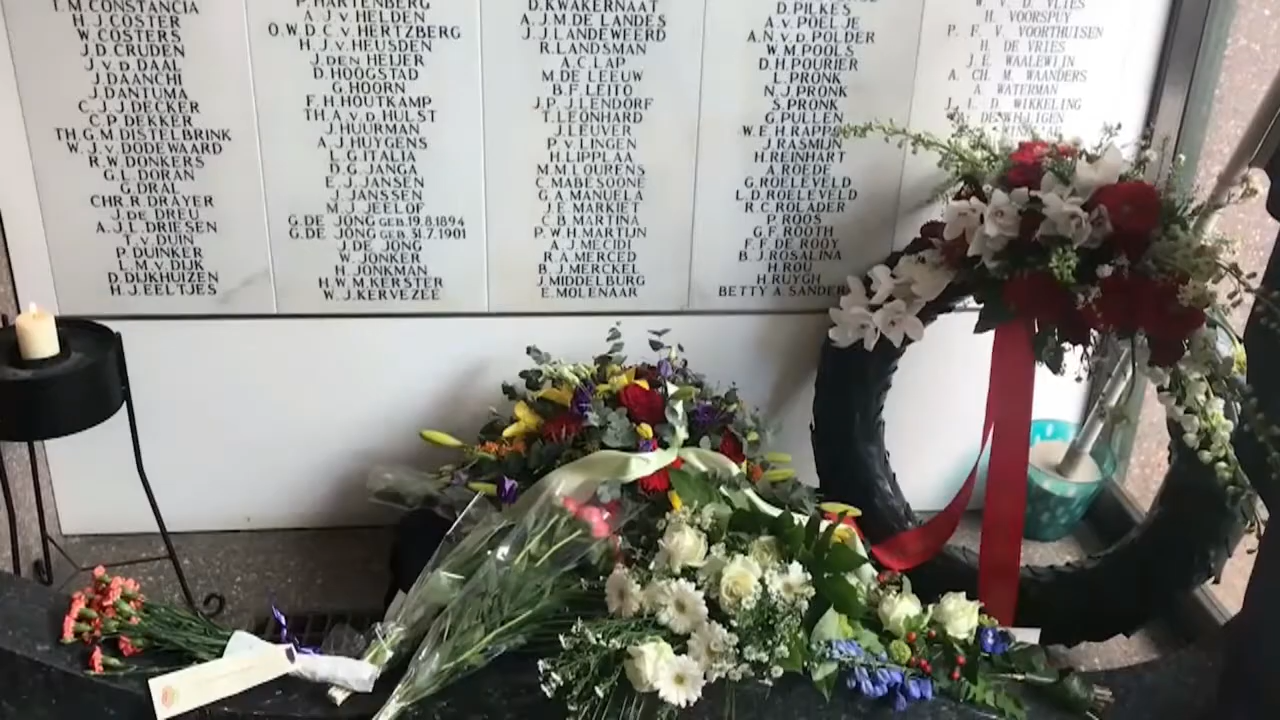 T.M. CONSTANCIA
H.J. COSTER
W. COSTERS
J.D. CRUDEN
J. v. D. DAAL
J. DAANCHI
J. DANTUMA
C.J.J. DECKER
C.P. DEKKER
TH.G.M. DISTELBRINK
W.J. v. DODEWAARD
R.W. DONKERS
G.L. DORAN
G. DRAL
CHR.R. DRAYER
J. DE DREU
A.J.L. DRIESEN
T. v. DUIN
P. DUINKER
L.M. v. DIJK
D. DIJKHUIZEN
H.J. EELTJES
P. HARTENBERG
A.J. v. HELDEN
O.W.D.C. v. HERTZBERG
H.J. v. HEUSDEN
J. DEN HEIJER
D. HOOGSTAD
G. HOORN
F.H. HOUTKAMP
TH.A. v. D. HULST
J. HUURMAN
A.J. HUYGENS
L.G. ITALIA
D.G. JANGA
E.J. JANSEN
J. JANSSEN
M.J. JEELOF
G. DE JONG GEB. 19.8.1894
G. DE JONG GEB. 31.7.1901
J. DE JONG
W. JONKER
H. JONKMAN
H.W.M. KERSTER
W.J. KERVEZEE
D. KWAKERNAAT
A.J.M. DE LANDES
J.J. LANDEWEERD
R. LANDSMAN
A.C. LAP
M. DE LEEUW
B.F. LEITO
J.P.J. LENDORF
T. LEONHARD
J. LEUVER
P. v. LINGEN
H. LIPPLAA
M.M. LOURENS
C. MABESOONE
G.A. MANUELA
J.E. MARKIET
C.B. MARTINA
P.W.H. MARTIJN
A.J. MECIDI
R.A. MERCED
B.J. MERCKEL
J. MIDDELBURG
E. MOLENAAR
D. PILKES
A. v. POELJE
A.N. v. D. POLDER
W.M. POOLS
D.H. POURIER
L. PRONK
N.J. PRONK
S. PRONK
G. PULLEN
W.E.H. RAPPA
J. RASMIJN
H. REINHART
A. ROEDE
G. ROELLEVELD
L.D. ROELLEVELD
R.C. ROLADER
P. ROOS
G.F. ROOTH
F.F. DE ROOY
B.J. ROSALINA
H. ROU
H. RUYGH
BETTY A. SANDER
W. V. D. VLIES
H. VOORSPUY
P. F. V. VOORTHUISEN
H. DE VRIES
J. E. WAALEWIJN
A. CH. M. WAANDERS
A. WATERMAN
J. L. D. WIKKELING